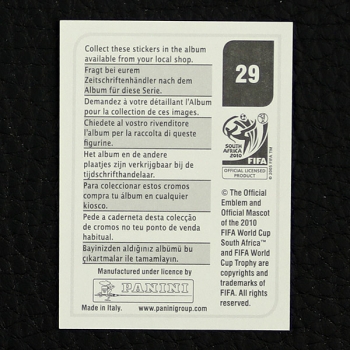 Collect these stickers in the album
available from your local shop.
Fragt bei eurem
Zeitschriftenhändler nach dem
Album für diese Serie.
Demandez à votre détaillant l'Album
pour la collection de ces images.
Chiedete al vostro rivenditore
l'album per la raccolta di queste
figurine.
Het album en de andere
plaatjes zijn verkrijgbaar bij de
tijdschrifthandelaar.
Para coleccionar estos cromos
compra tu álbum en cualquier
kiosco.
Pede a caderneta desta colecção
de cromos no teu ponto de venda
habitual.
Bayinizden aldığınız albümü bu
çıkartmalar ile tamamlayın.
Manufactured under licence by
PANINI
Made in Italy. www.paninigroup.com
29
SOUTH AFRICA
2010
FIFA
OFFICIAL LICENSED
PRODUCT
© The Official
Emblem and
Official Mascot
of the 2010
FIFA World Cup
South Africa™
and FIFA World
Cup Trophy are
copyrights and
trademarks of
FIFA. All rights
reserved.